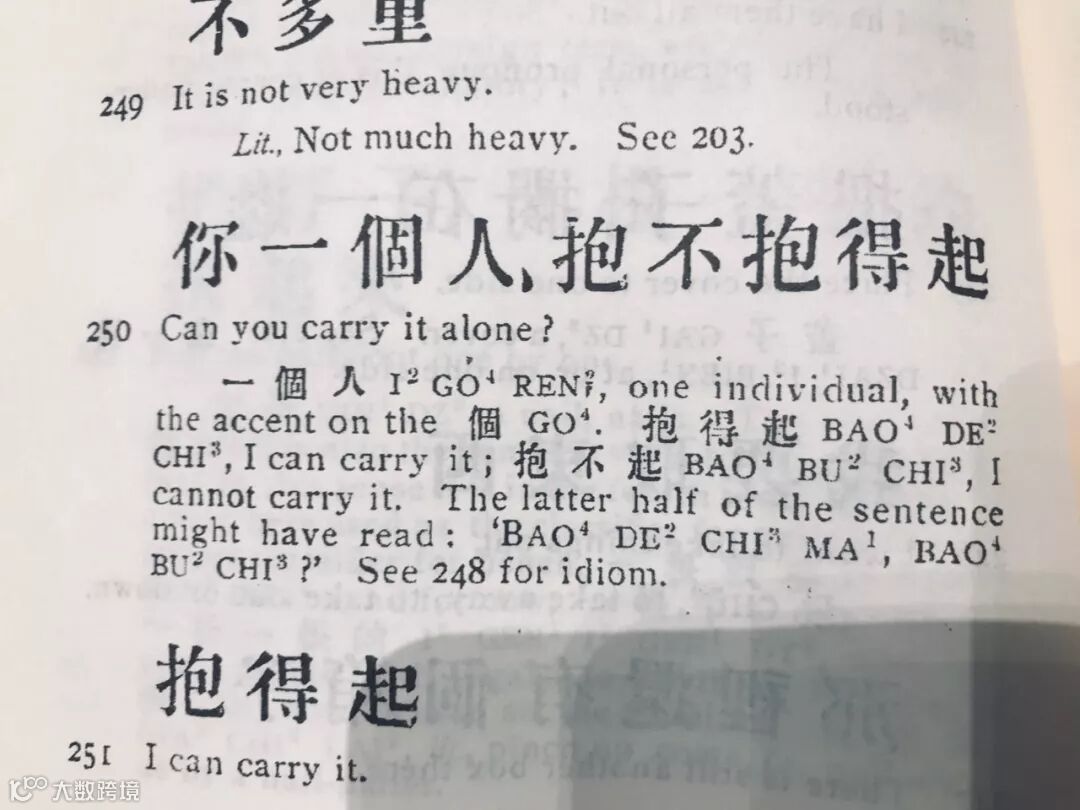 不多重
249 It is not very heavy.
Lit., Not much heavy. See 203.
你一個人、抱不抱得起
250 Can you carry it alone?
一個人 I² GO⁴ REN², one individual, with
the accent on the 個 GO⁴. 抱得起 BAO⁴ DE²
CHI³, I can carry it; 抱不起 BAO⁴ BU² CHI³, I
cannot carry it. The latter half of the sentence
might have read: ‘BAO⁴ DE² CHI³ MA¹, BAO⁴
BU² CHI³?’ See 248 for idiom.
抱得起
251 I can carry it.
大数跨境